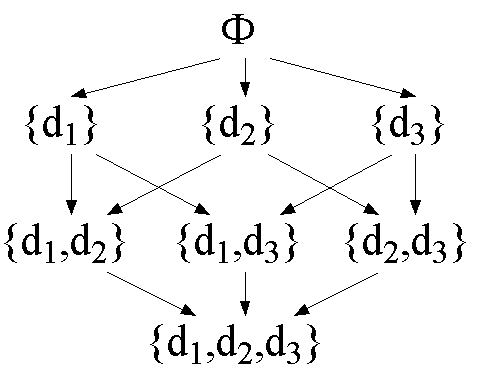 Φ
{d₁} {d₂} {d₃}
{d₁,d₂} {d₁,d₃} {d₂,d₃}
{d₁,d₂,d₃}